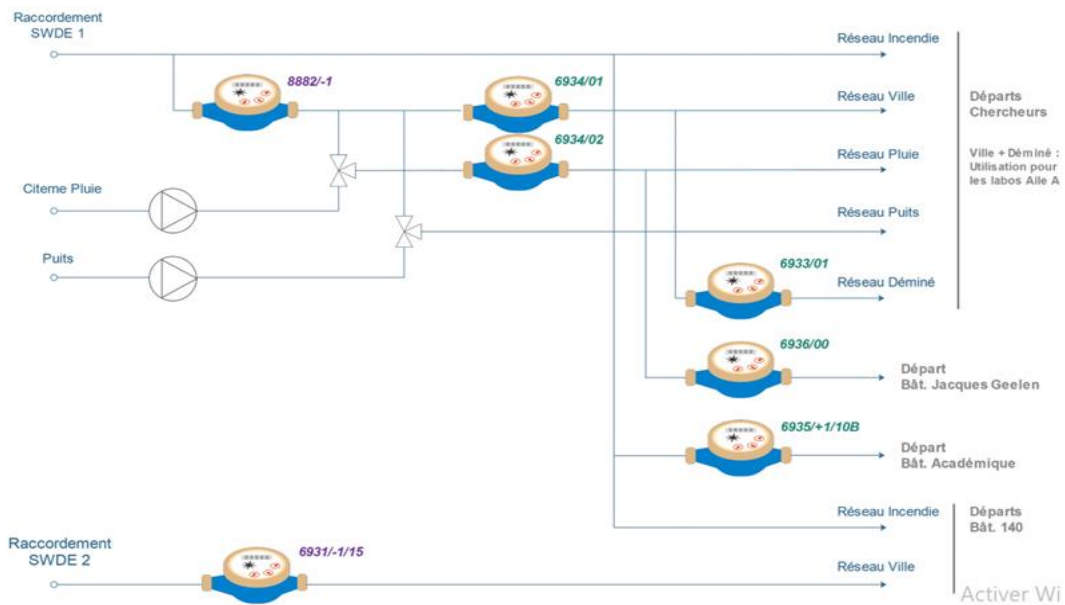 Raccordement
SWDE 1
8882/-1
6934/01
Réseau Incendie
Réseau Ville
Départs
Chercheurs
6934/02
Réseau Pluie
Ville + Déminé :
Utilisation pour
les labos Aile A
Citerne Pluie
Réseau Puits
Puits
6933/01
Réseau Déminé
6936/00
Départ
Bât. Jacques Geelen
6935/+1/10B
Départ
Bât. Académique
Réseau Incendie
Départs
Bât. 140
Raccordement
SWDE 2
6931/-1/15
Réseau Ville
Activer Wi